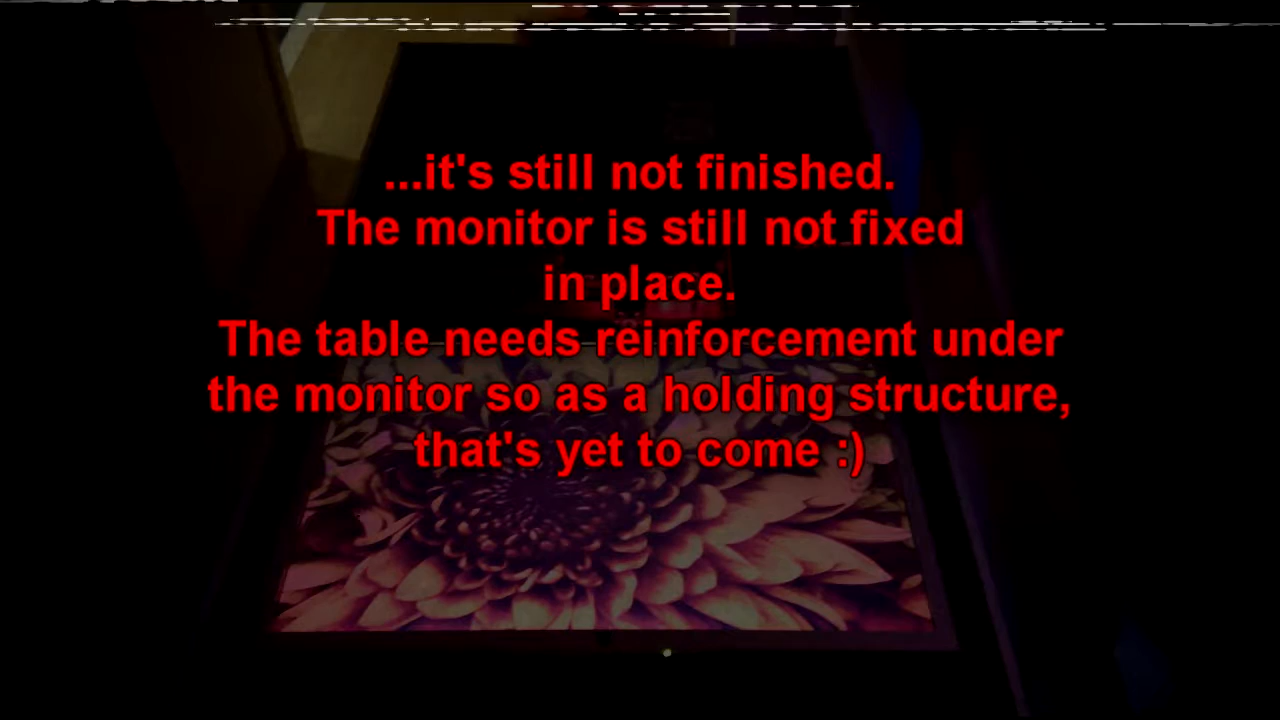 ...it's still not finished.
The monitor is still not fixed
in place.
The table needs reinforcement under
the monitor so as a holding structure,
that's yet to come :)